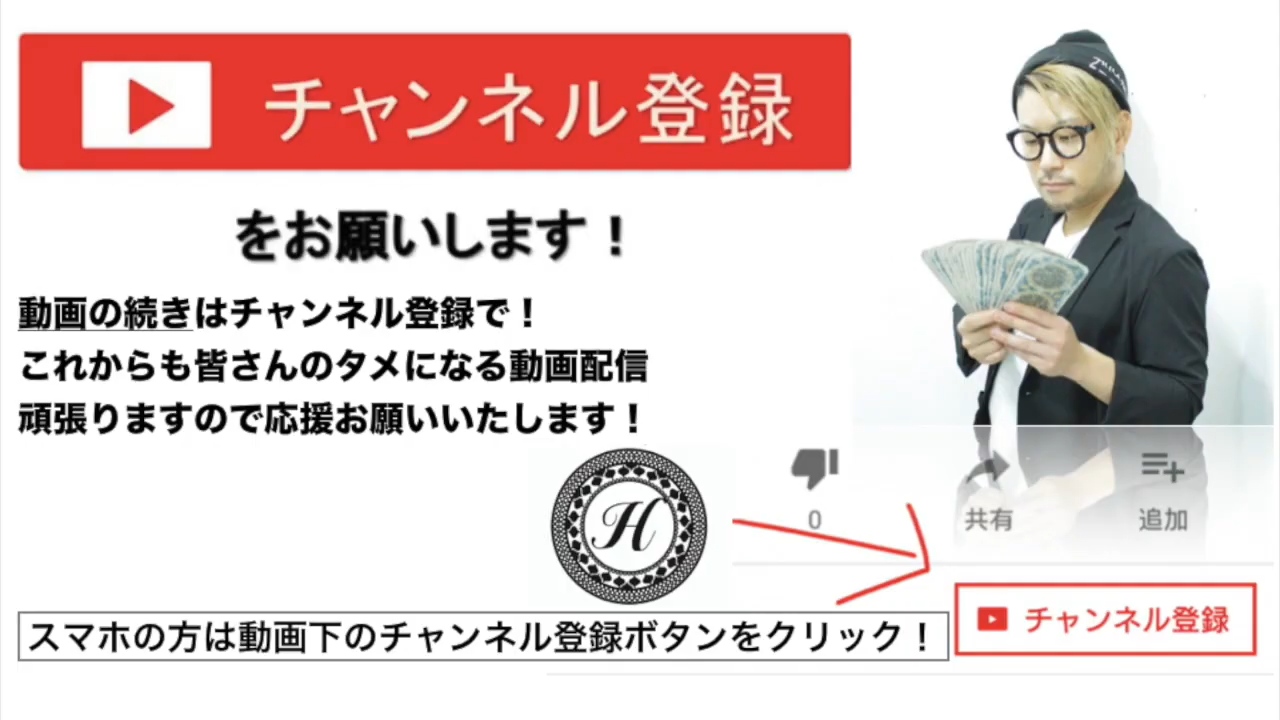 チャンネル登録
をお願いします！
動画の続きはチャンネル登録で！
これからも皆さんのタメになる動画配信
頑張りますので応援お願いいたします！
H
0
共有
追加
チャンネル登録
スマホの方は動画下のチャンネル登録ボタンをクリック！